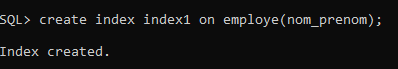 SQL> create index index1 on employe(nom_prenom);
Index created.